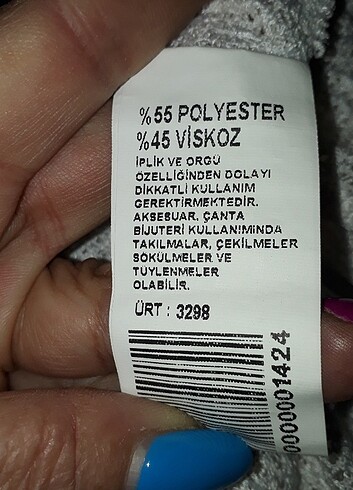 %55 POLYESTER
%45 VİSKOZ
İPLİK VE ORGU
ÖZELLİĞİNDEN DOLAYI
DİKKATLİ KULLANIM
GEREKTİRMEKTEDİR.
AKSESUAR, ÇANTA
BİJUTERİ KULLANIMINDA
TAKILMALAR, ÇEKİLMELER
SÖKÜLMELER VE
TÜYLENMELER
OLABİLİR.
ÜRT : 3298
0000001424